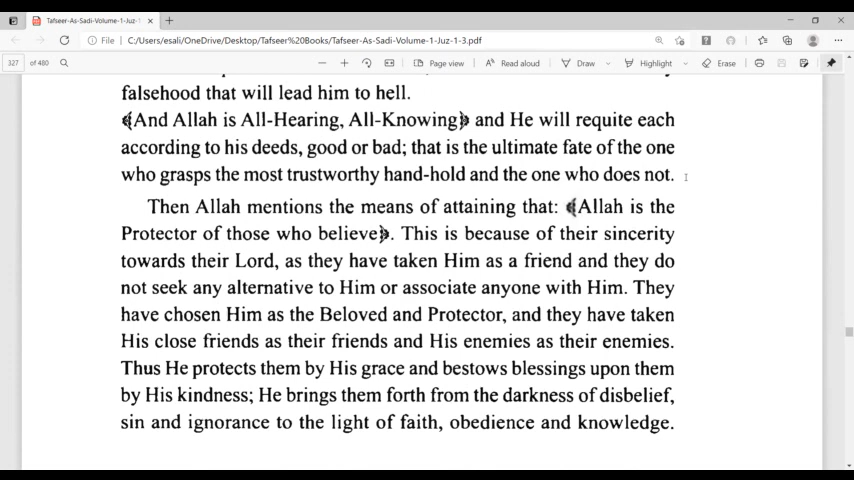 Tafseer-As-Sadi-Volume-1-Juz-1
File C:/Users/esali/OneDrive/Desktop/Tafseer%20Books/Tafseer-As-Sadi-Volume-1-Juz-1-3.pdf
327 of 480 Page view Read aloud Draw Highlight Erase
falsehood that will lead him to hell.
﴾And Allah is All-Hearing, All-Knowing﴿ and He will requite each
according to his deeds, good or bad; that is the ultimate fate of the one
who grasps the most trustworthy hand-hold and the one who does not.
Then Allah mentions the means of attaining that: ﴾Allah is the
Protector of those who believe﴿. This is because of their sincerity
towards their Lord, as they have taken Him as a friend and they do
not seek any alternative to Him or associate anyone with Him. They
have chosen Him as the Beloved and Protector, and they have taken
His close friends as their friends and His enemies as their enemies.
Thus He protects them by His grace and bestows blessings upon them
by His kindness; He brings them forth from the darkness of disbelief,
sin and ignorance to the light of faith, obedience and knowledge.